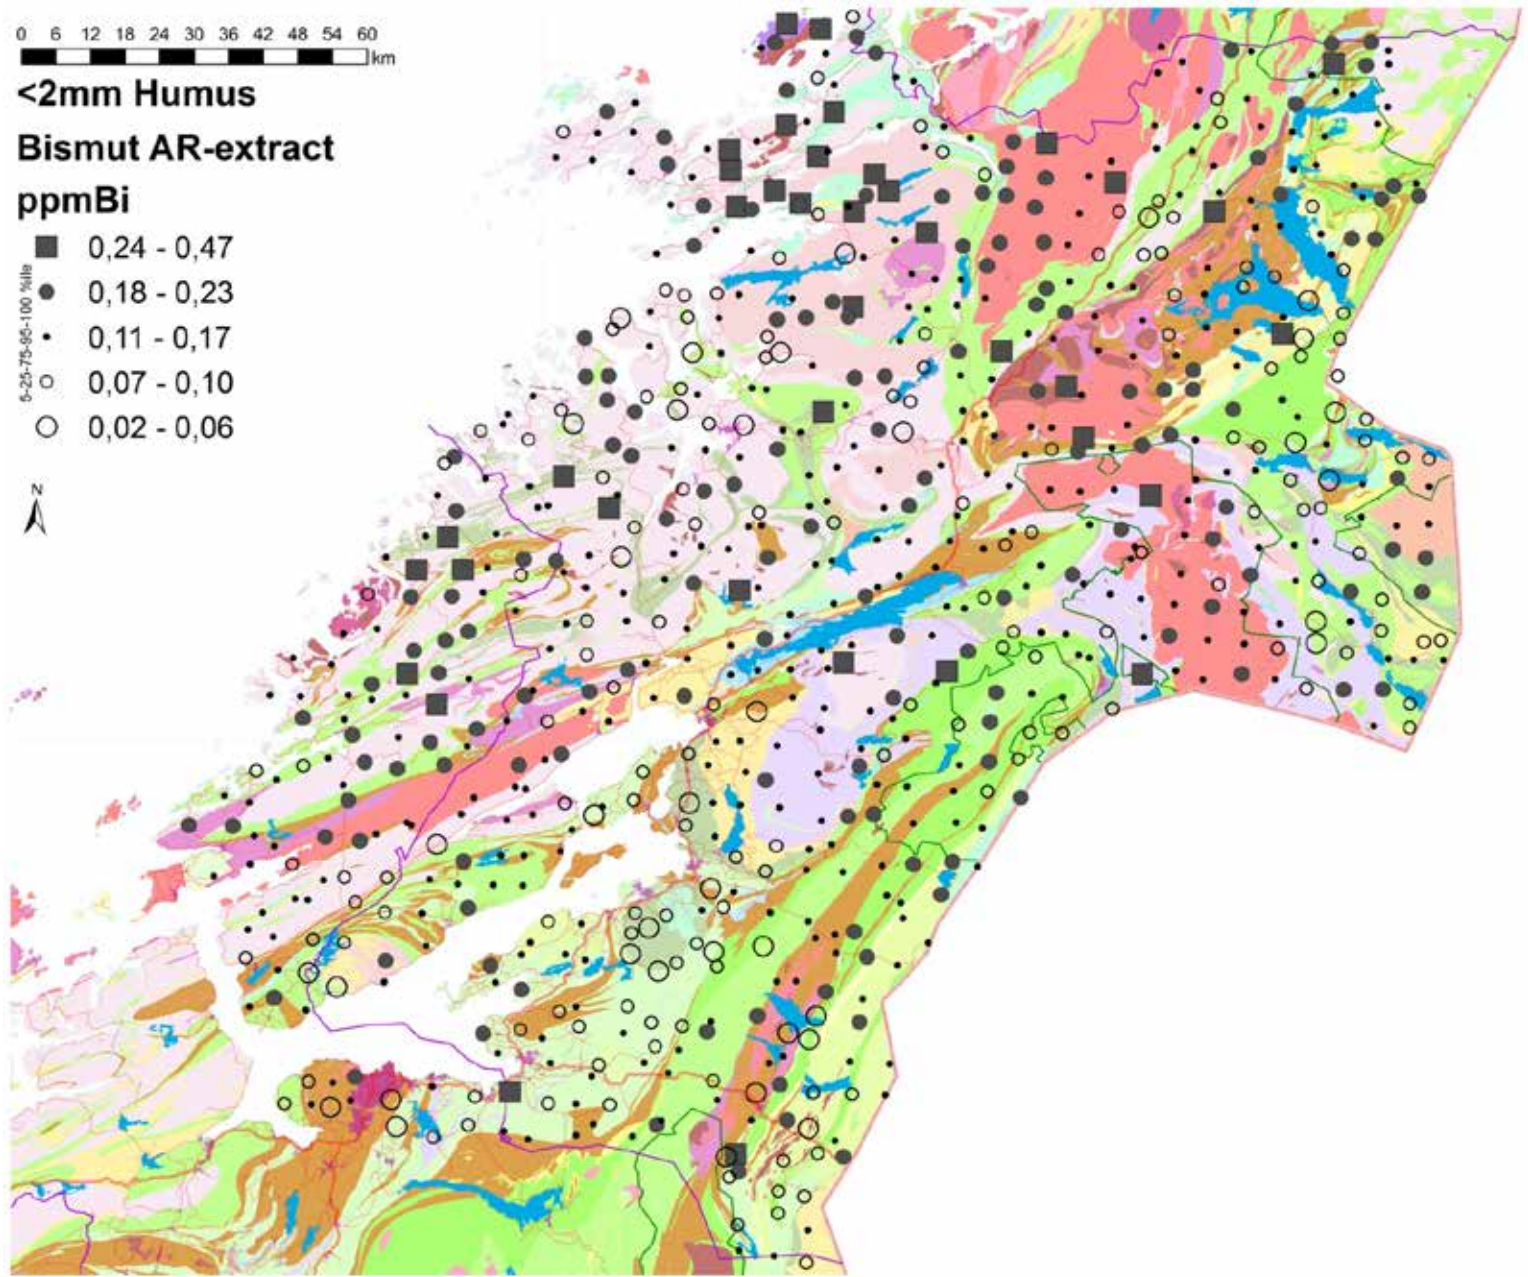 0 6 12 18 24 30 36 42 48 54 60
km
<2mm Humus
Bismut AR-extract
ppmBi
5-25-75-95-100 %ile
0,24 - 0,47
0,18 - 0,23
0,11 - 0,17
0,07 - 0,10
0,02 - 0,06
N